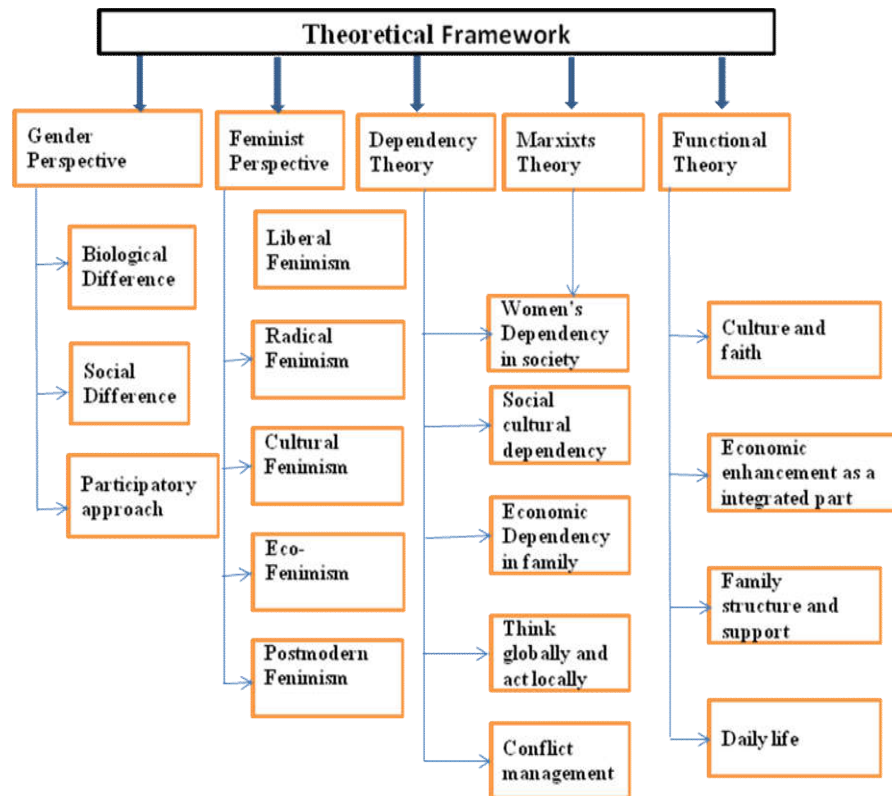 Theoretical Framework
Gender
Perspective
Feminist
Perspective
Dependency
Theory
Marxixts
Theory
Functional
Theory
Biological
Difference
Social
Difference
Participatory
approach
Liberal
Fenimism
Radical
Fenimism
Cultural
Fenimism
Eco-
Fenimism
Postmodern
Fenimism
Women's
Dependency
in society
Social
cultural
dependency
Economic
Dependency
in family
Think
globally and
act locally
Conflict
management
Culture and
faith
Economic
enhancement as a
integrated part
Family
structure and
support
Daily life